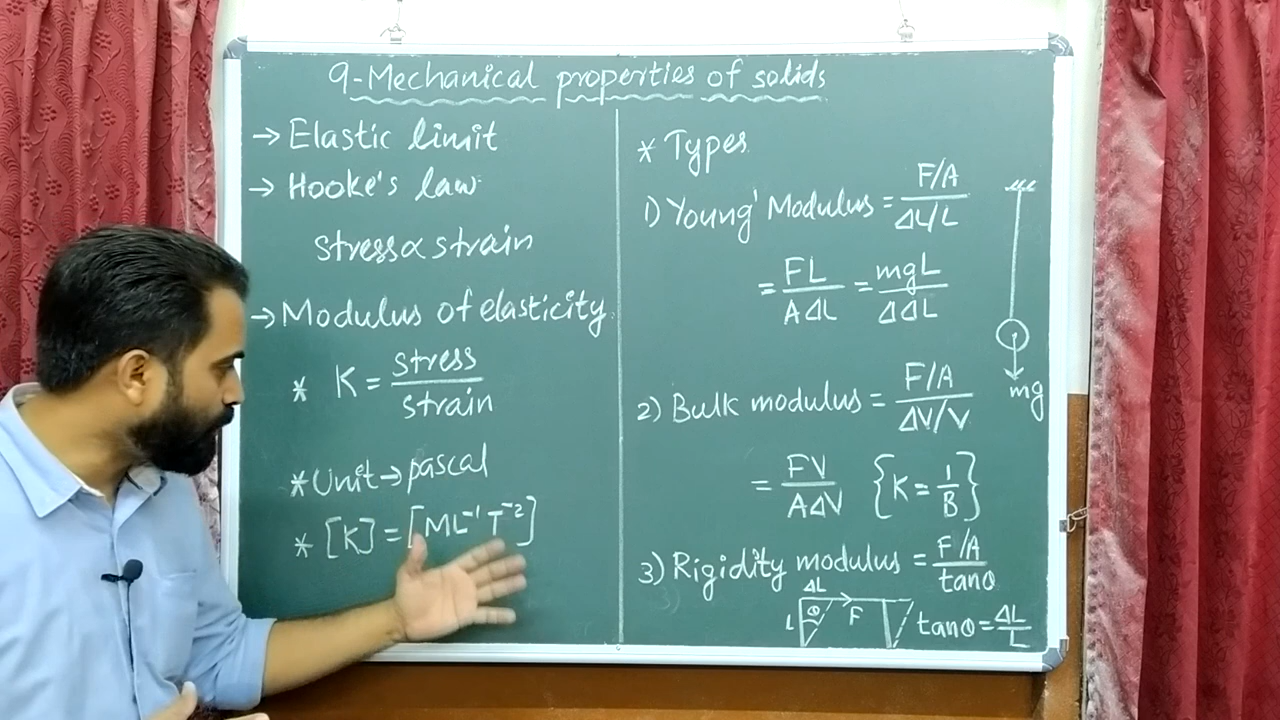 9-Mechanical properties of solids
→ Elastic limit
→ Hooke's law
stress∝ strain
→ Modulus of elasticity
* K = stress/strain
* Unit→pascal
* [K] = [ML⁻¹T⁻²]
* Types
1) Young' Modulus = F/A / ΔL/L
= FL/AΔL = mgL/ΔΔL
mg
2) Bulk modulus = F/A / ΔV/V
= FV/AΔV {K = 1/B}
3) Rigidity modulus = F/A / tanθ
ΔL
L θ F tanθ = ΔL/L